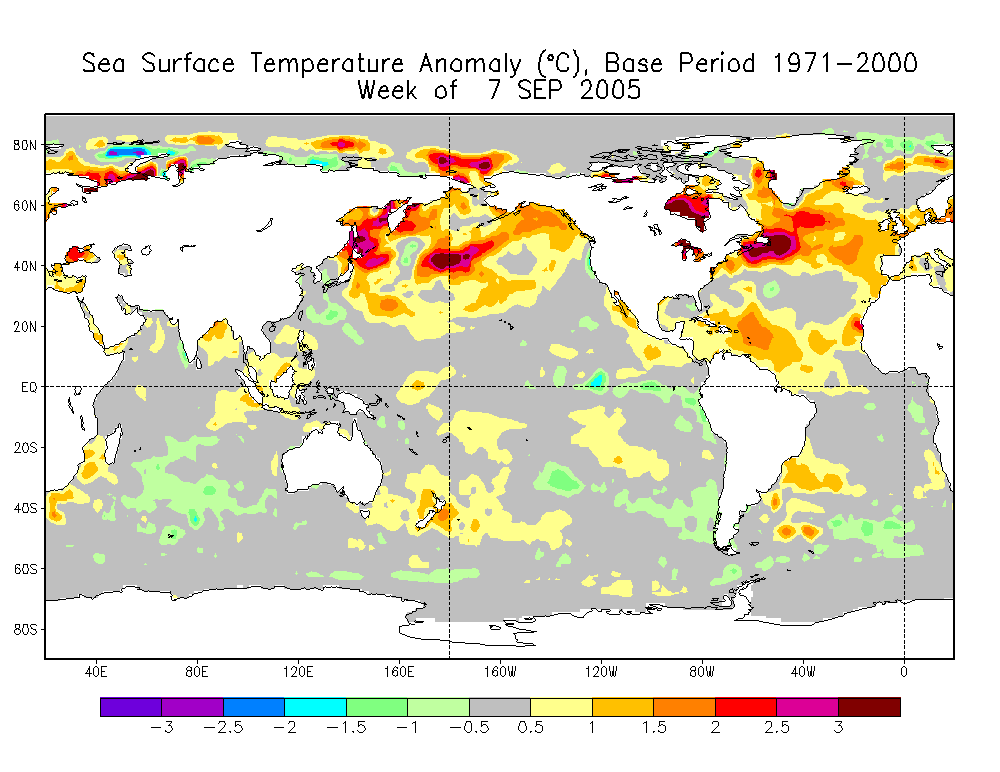 Sea Surface Temperature Anomaly (°C), Base Period 1971-2000
Week of 7 SEP 2005
80N
60N
40N
20N
EQ
20S
40S
60S
80S
40E 80E 120E 160E 160W 120W 80W 40W 0
-3 -2.5 -2 -1.5 -1 -0.5 0.5 1 1.5 2 2.5 3